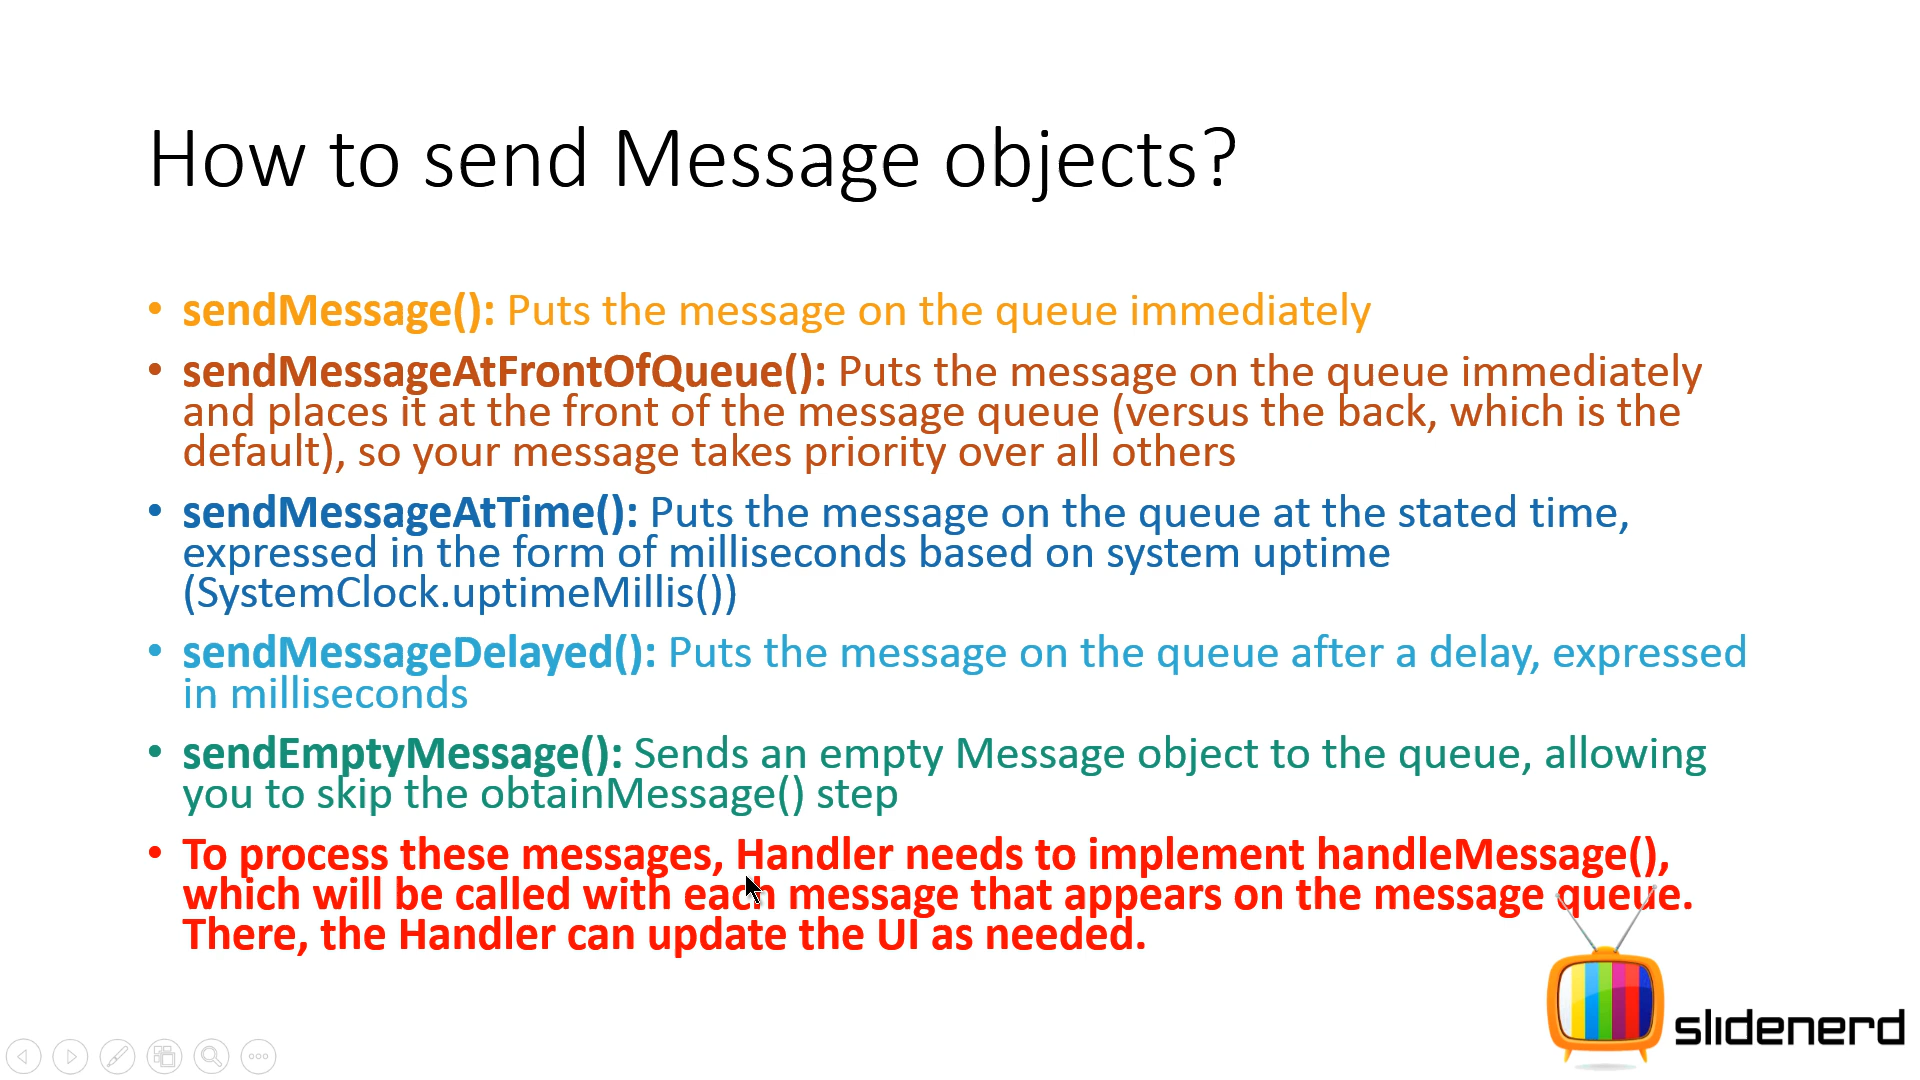 How to send Message objects?
• sendMessage(): Puts the message on the queue immediately
• sendMessageAtFrontOfQueue(): Puts the message on the queue immediately
and places it at the front of the message queue (versus the back, which is the
default), so your message takes priority over all others
• sendMessageAtTime(): Puts the message on the queue at the stated time,
expressed in the form of milliseconds based on system uptime
(SystemClock.uptimeMillis())
• sendMessageDelayed(): Puts the message on the queue after a delay, expressed
in milliseconds
• sendEmptyMessage(): Sends an empty Message object to the queue, allowing
you to skip the obtainMessage() step
• To process these messages, Handler needs to implement handleMessage(),
which will be called with each message that appears on the message queue.
There, the Handler can update the UI as needed.
slidenerd